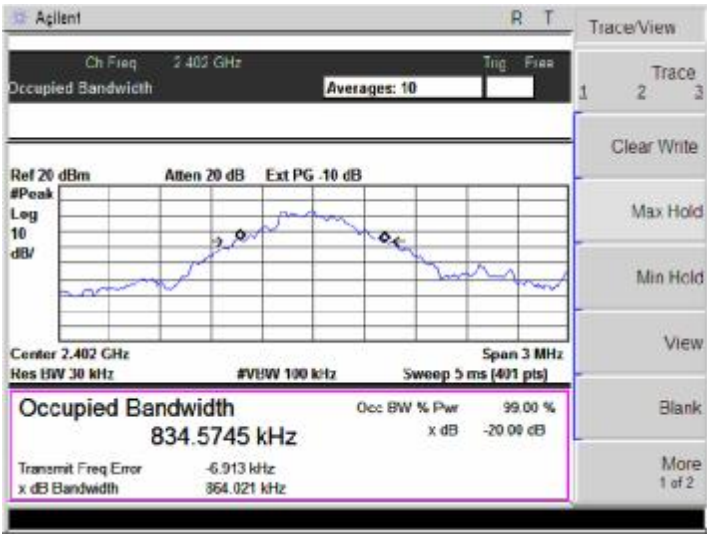 Agilent R T
Trace/View
Ch Freq 2.402 GHz Trig Free
Occupied Bandwidth Averages: 10
Trace
1 2 3
Clear Write
Ref 20 dBm Atten 20 dB Ext PG -10 dB
#Peak
Log
10
dB/
Max Hold
Min Hold
View
Center 2.402 GHz Span 3 MHz
Res BW 30 kHz #VBW 100 kHz Sweep 5 ms (401 pts)
Occupied Bandwidth Occ BW % Pwr 99.00 %
834.5745 kHz x dB -20.00 dB
Blank
Transmit Freq Error -6.913 kHz
x dB Bandwidth 864.021 kHz
More
1 of 2